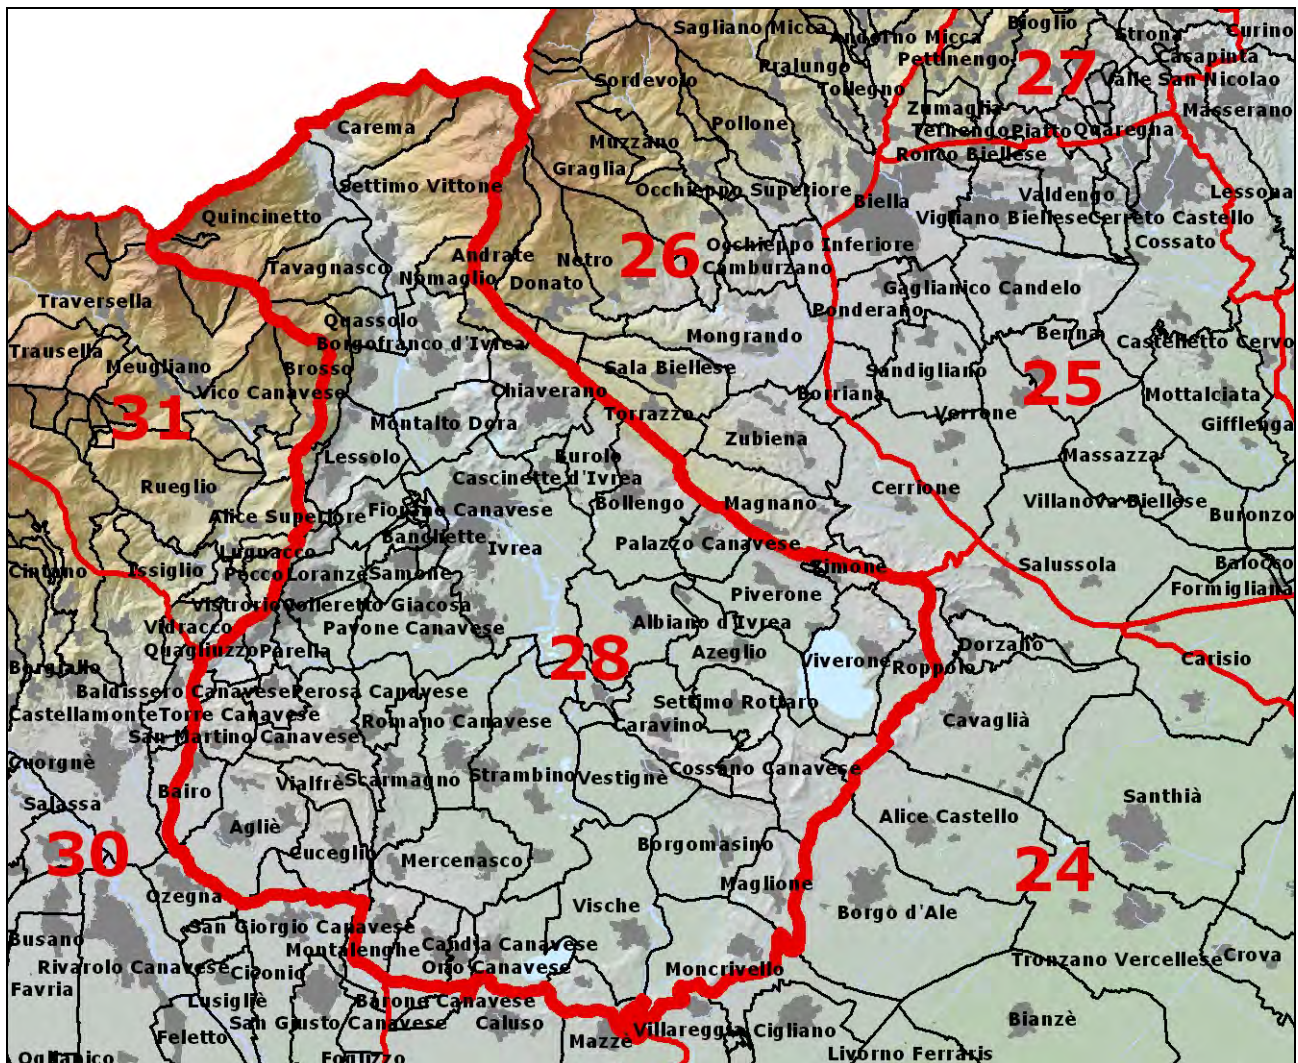 Sagliano Micca
Bioglio
Strona
Curino
Andorno Micca
Pettinengo
Casapinta
Pralungo
27
Valle San Nicolao
Sordevolo
Tollegno
Zumaglia
Masserano
Pollone
Carema
Ternengo
Piatto
Quaregna
Muzzano
Ronco Biellese
Graglia
Settimo Vittone
Occhieppo Superiore
Valdengo
Lessona
Biella
Quincinetto
Vigliano Biellese
Cerreto Castello
Occhieppo Inferiore
Cossato
Andrate
Netro
26
Tavagnasco
Camburzano
Nomaglio
Donato
Gaglianico
Candelo
Traversella
Ponderano
Quassolo
Mongrando
Benna
Borgofranco d'Ivrea
Castelletto Cervo
Trausella
Meugliano
Brosso
Sala Biellese
Sandigliano
25
Vico Canavese
Chiaverano
Borriana
Mottalciata
31
Torrazzo
Verrone
Montalto Dora
Gifflenga
Zubiena
Lessolo
Burolo
Massazza
Cascinette d'Ivrea
Rueglio
Cerrione
Bollengo
Magnano
Villanova Biellese
Alice Superiore
Fiorano Canavese
Buronzo
Banchette
Ivrea
Palazzo Canavese
Lugnacco
Cintano
Issiglio
Pecco
Loranzè
Samone
Zimone
Salussola
Balocco
Formigliana
Piverone
Vistrorio
Colleretto Giacosa
Vidracco
Pavone Canavese
Albiano d'Ivrea
Quagliuzzo
Parella
28
Azeglio
Viverone
Dorzano
Borgiallo
Roppolo
Carisio
Baldissero Canavese
Perosa Canavese
Settimo Rottaro
Castellamonte
Torre Canavese
Romano Canavese
Caravino
Cavaglià
San Martino Canavese
Cuorgnè
Cossano Canavese
Vialfrè
Scarmagno
Strambino
Vestignè
Bairo
Salassa
Santhià
Alice Castello
Agliè
30
Cuceglio
Mercenasco
Borgomasino
24
Maglione
Ozegna
Vische
Borgo d'Ale
San Giorgio Canavese
Busano
Montalenghe
Candia Canavese
Rivarolo Canavese
Ciconio
Orio Canavese
Moncrivello
Tronzano Vercellese
Crova
Favria
Lusigliè
Barone Canavese
San Giusto Canavese
Caluso
Bianzè
Feletto
Mazzè
Villareggia
Cigliano
Oglianico
Foglizzo
Livorno Ferraris